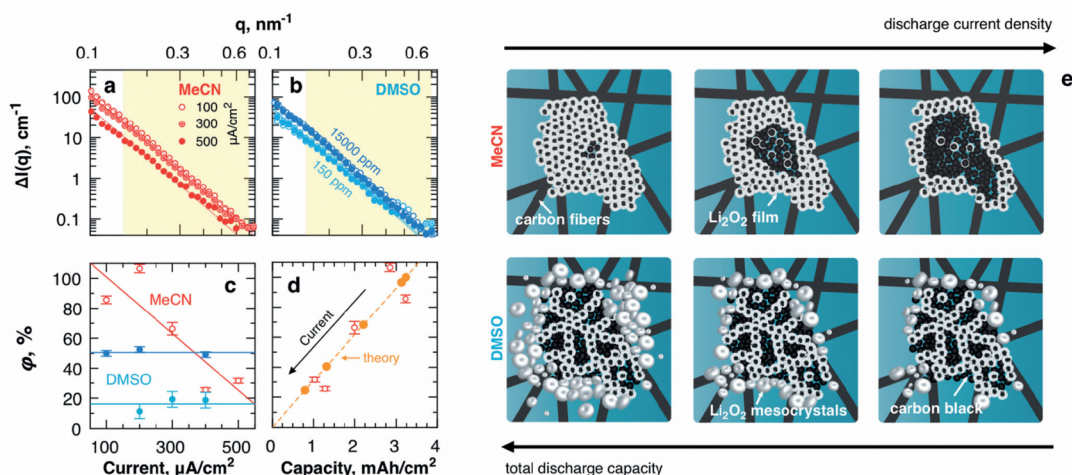 q, nm⁻¹
q, nm⁻¹
0.1 0.3 0.6
0.1 0.3 0.6
ΔI(q), cm⁻¹
100
10
1
0.1
a
MeCN
100
300
500
µA/cm²
b
DMSO
15000 ppm
150 ppm
φ, %
100
80
60
40
20
0
c
MeCN
DMSO
100 200 300 400 500
Current, µA/cm²
d
Current
theory
0 1 2 3 4
Capacity, mAh/cm²
discharge current density
e
MeCN
carbon fibers
Li₂O₂ film
DMSO
Li₂O₂ mesocrystals
carbon black
total discharge capacity